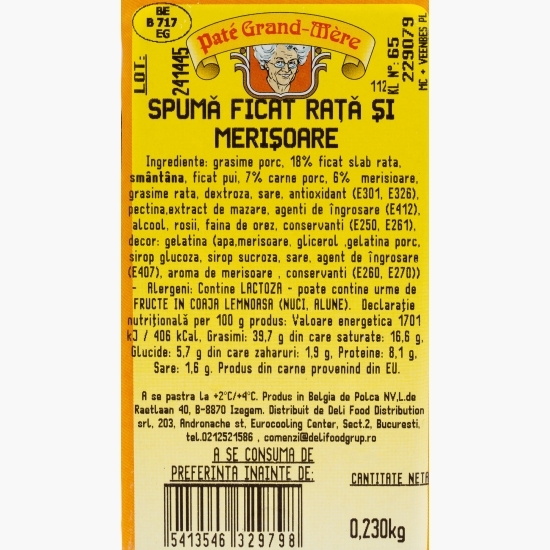 BE
B 717
EG
Paté Grand-Mère
LOT:
241445
112
KL N°: 65
229079
MC + VEENBES PL
SPUMĂ FICAT RAȚĂ ȘI
MERIȘOARE
Ingrediente: grasime porc, 18% ficat slab rata,
smântâna, ficat pui, 7% carne porc, 6% merisoare,
grasime rata, dextroza, sare, antioxidant (E301, E326),
pectina,extract de mazare, agenti de îngrosare (E412),
alcool, rosii, faina de orez, conservanti (E250, E261),
decor: gelatina (apa,merisoare, glicerol ,gelatina porc,
sirop glucoza, sirop sucroza, sare, agent de îngrosare
(E407), aroma de merisoare , conservanti (E260, E270))
- Alergeni: Contine LACTOZA - poate contine urme de
FRUCTE IN COAJA LEMNOASA (NUCI, ALUNE). Declarație
nutrițională per 100 g produs: Valoare energetica 1701
kJ / 406 kCal, Grasimi: 39,7 g din care saturate: 16,6 g,
Glucide: 5,7 g din care zaharuri: 1,9 g, Proteine: 8,1 g,
Sare: 1,6 g. Produs din carne provenind din EU.
A se pastra la +2°C/+4°C. Produs in Belgia de Polca NV,L.de
Raetlaan 40, B-8870 Izegem. Distribuit de Deli Food Distribution
srl, 203, Andronache st. Eurocooling Center, Sect.2, Bucuresti.
tel.0212521586 , comenzi@delifoodgrup.ro
A SE CONSUMA DE
PREFERINTA INAINTE DE:
CANTITATE NETA
0,230kg
5413546 329798